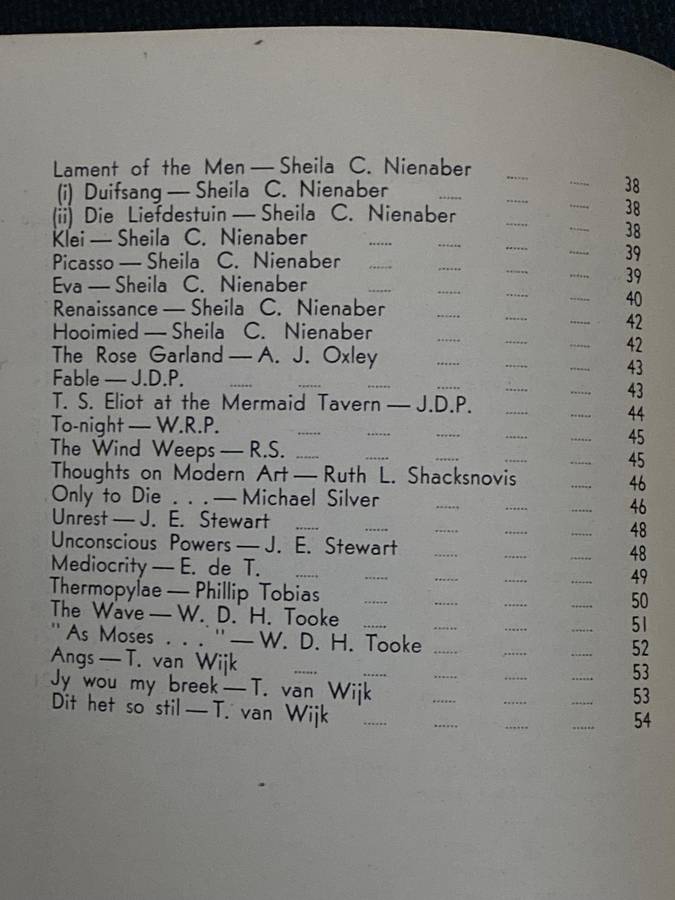 Lament of the Men — Sheila C. Nienaber ...... ...... 38
(i) Duifsang — Sheila C. Nienaber ...... ...... ...... 38
(ii) Die Liefdestuin — Sheila C. Nienaber ...... ...... 38
Klei — Sheila C. Nienaber ...... ...... ...... ...... 39
Picasso — Sheila C. Nienaber ...... ...... ...... ...... 39
Eva — Sheila C. Nienaber ...... ...... ...... ...... 40
Renaissance — Sheila C. Nienaber ...... ...... ...... 42
Hooimied — Sheila C. Nienaber ...... ...... ...... 42
The Rose Garland — A. J. Oxley ...... ...... ...... 43
Fable — J.D.P. ...... ...... ...... ...... ...... ...... 43
T. S. Eliot at the Mermaid Tavern — J.D.P. ...... ...... 44
To-night — W.R.P. ...... ...... ...... ...... ...... 45
The Wind Weeps — R.S. ...... ...... ...... ...... ...... 45
Thoughts on Modern Art — Ruth L. Shacksnovis ...... 46
Only to Die . . . — Michael Silver ...... ...... ...... 46
Unrest — J. E. Stewart ...... ...... ...... ...... ...... 48
Unconscious Powers — J. E. Stewart ...... ...... ...... 48
Mediocrity — E. de T. ...... ...... ...... ...... ...... 49
Thermopylae — Phillip Tobias ...... ...... ...... ...... 50
The Wave — W. D. H. Tooke ...... ...... ...... ...... 51
" As Moses . . . " — W. D. H. Tooke ...... ...... ...... 52
Angs — T. van Wijk ...... ...... ...... ...... ...... 53
Jy wou my breek — T. van Wijk ...... ...... ...... 53
Dit het so stil — T. van Wijk ...... ...... ...... ...... 54